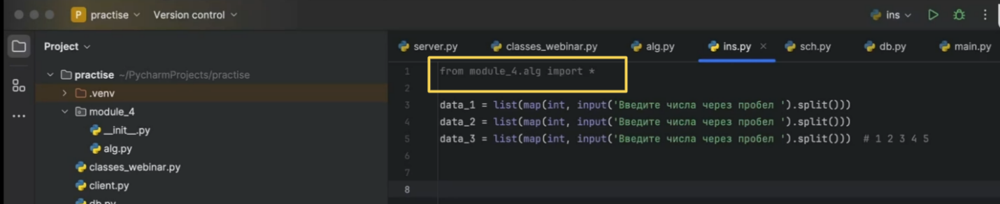 P practise Version control ins
Project
server.py classes_webinar.py alg.py ins.py sch.py db.py main.py
practise ~/PycharmProjects/practise
.venv
module_4
__init__.py
alg.py
classes_webinar.py
client.py
db.py
1 from module_4.alg import *
2
3 data_1 = list(map(int, input('Введите числа через пробел ').split()))
4 data_2 = list(map(int, input('Введите числа через пробел ').split()))
5 data_3 = list(map(int, input('Введите числа через пробел ').split())) # 1 2 3 4 5
6
7
8